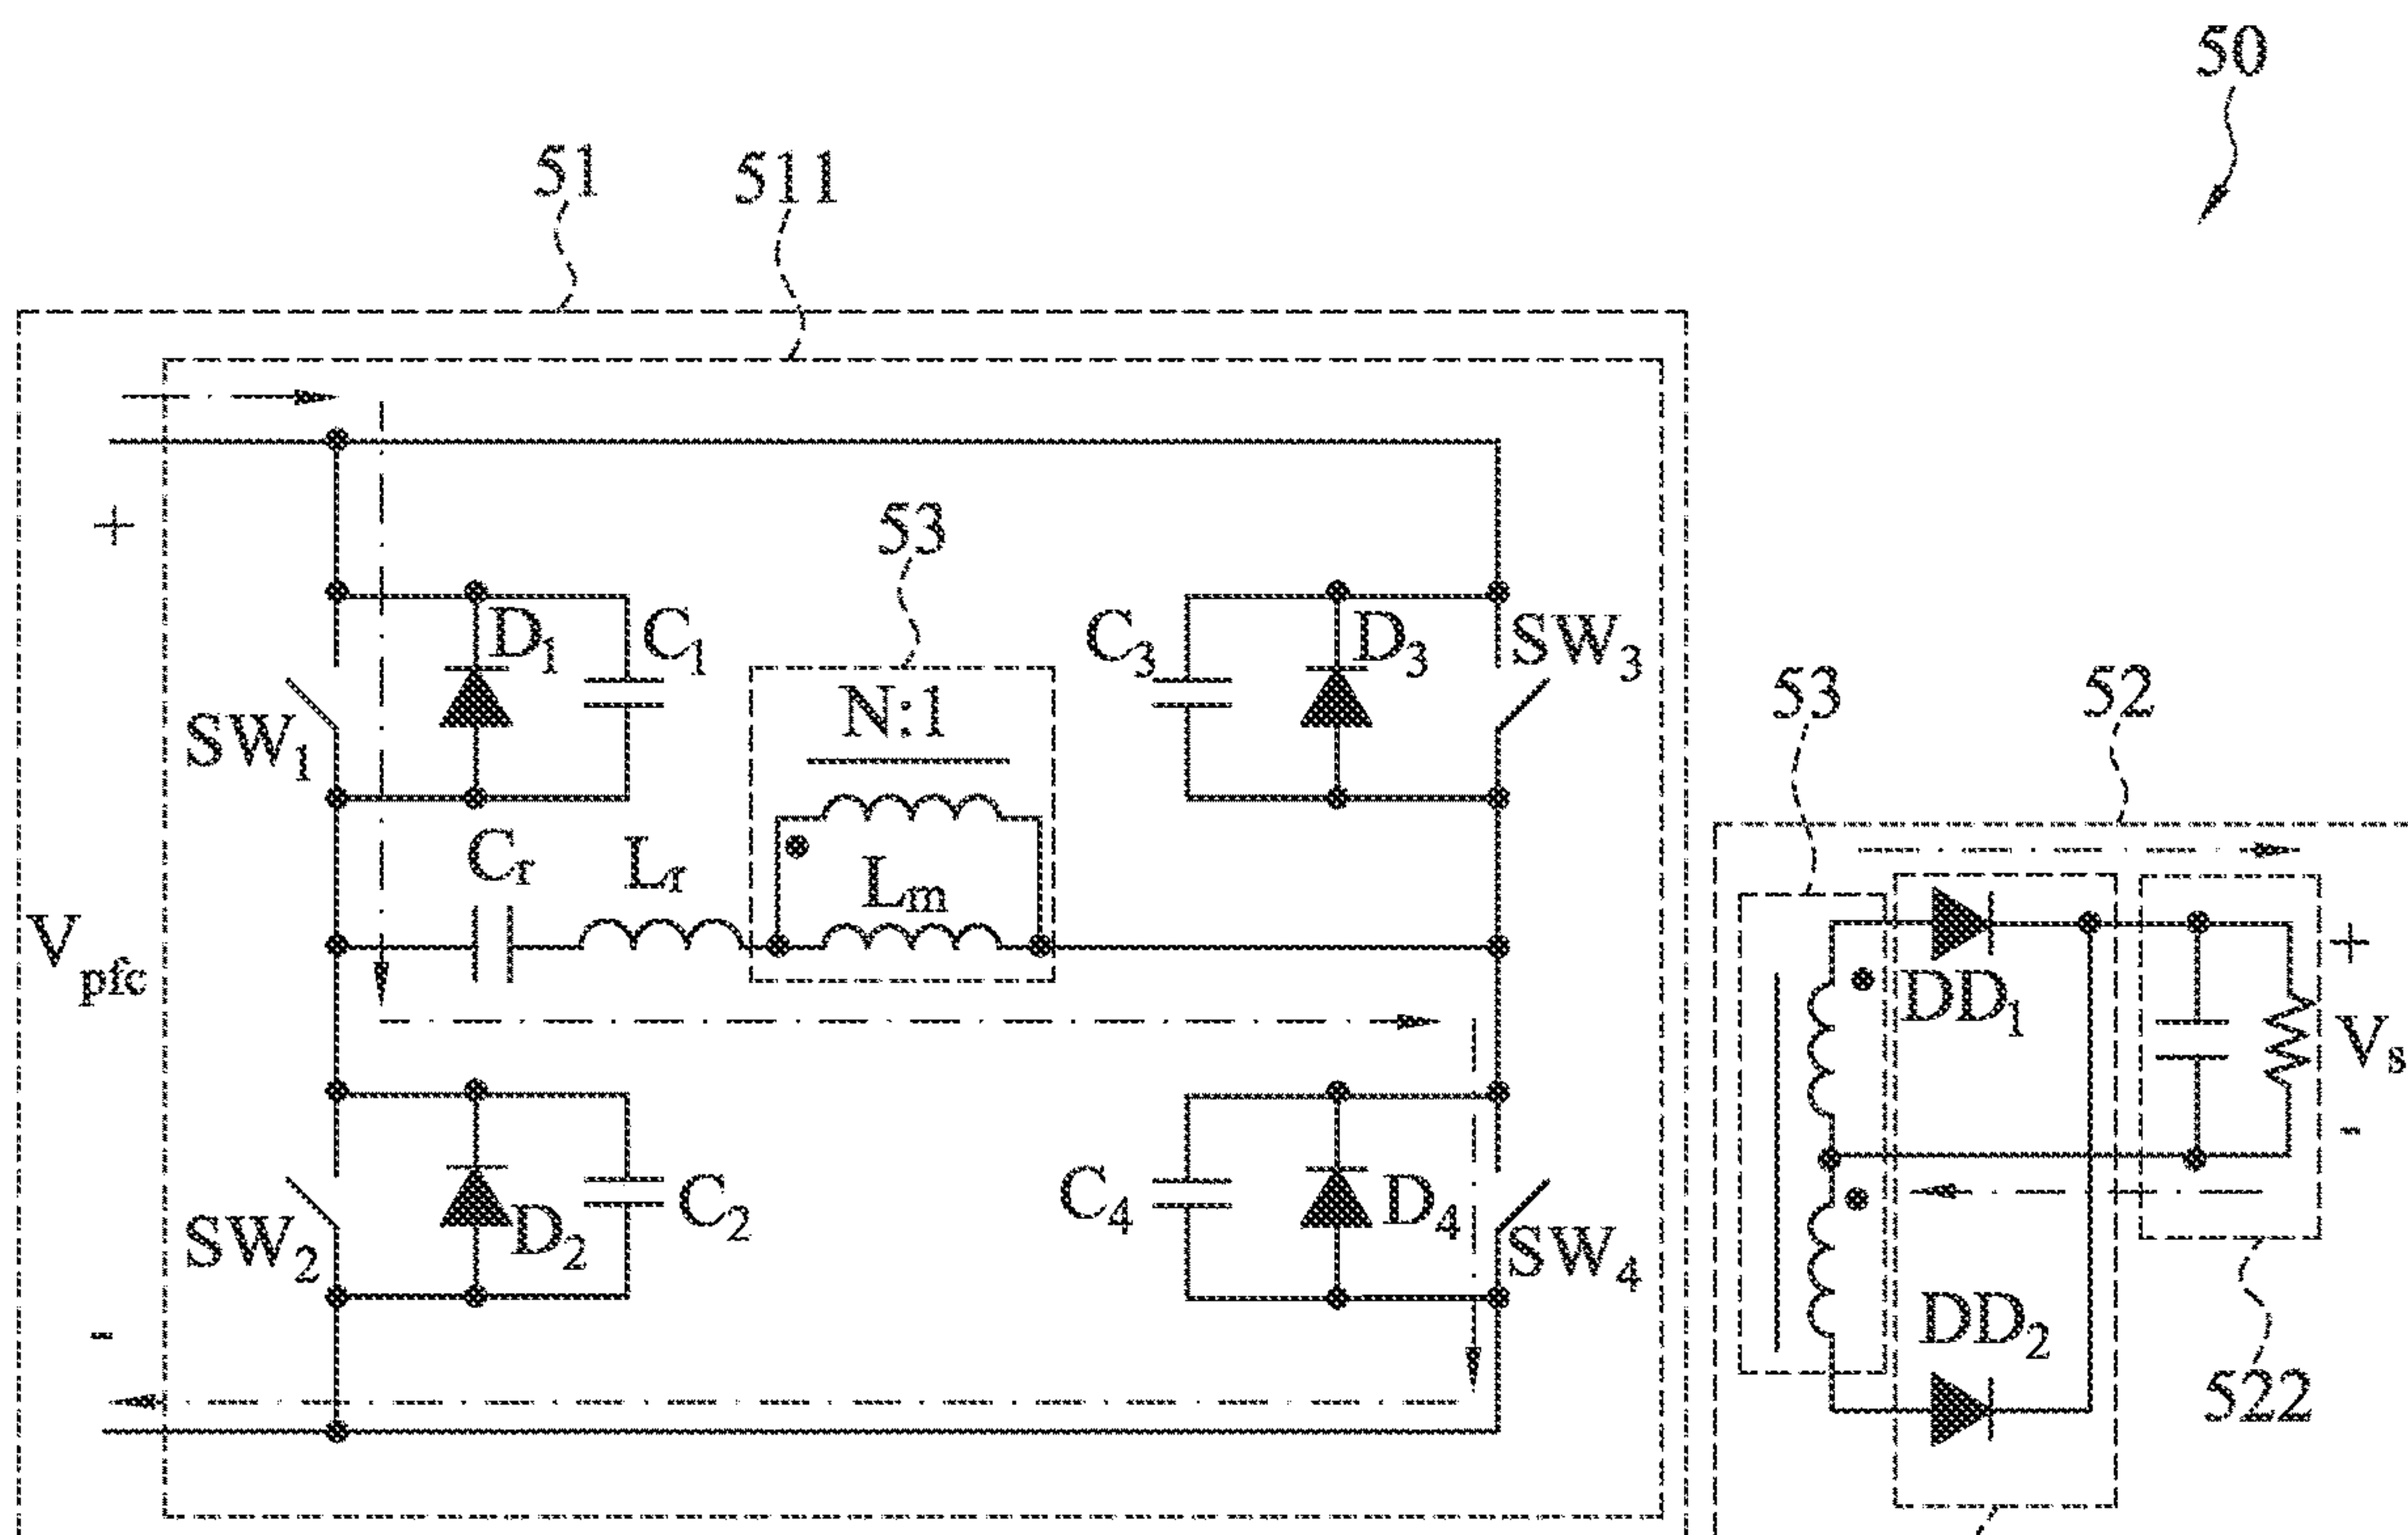 50
51
511
+
53
D1
C1
C3
D3
SW3
N:1
SW1
53
52
Cr
Lr
Lm
Vpfc
+
DD1
Vs
-
C2
C4
D4
D2
SW2
SW4
DD2
-
522